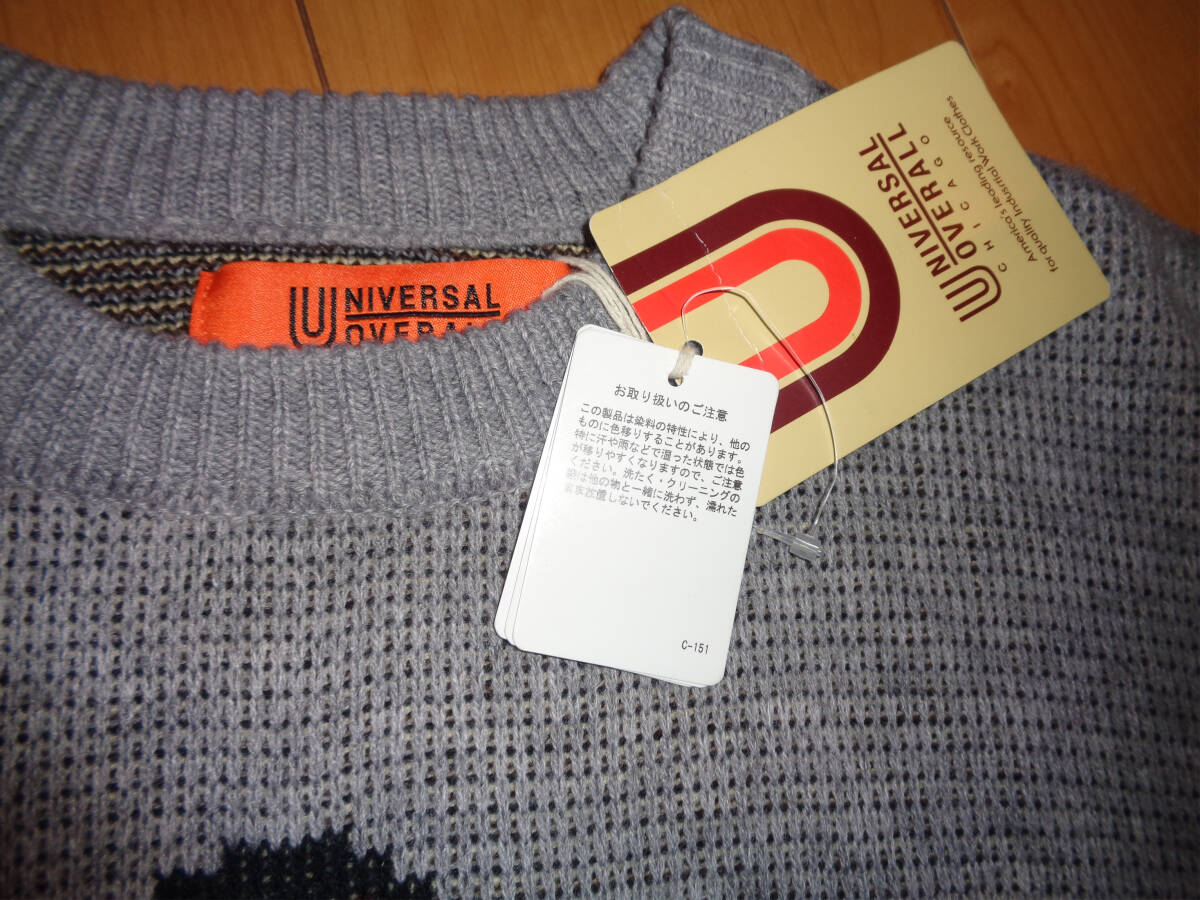 UNIVERSAL
OVERALL
UNIVERSAL
OVERALL
CHICAGO
America's leading resource
for quality Indusrtial Work Clothes
お取り扱いのご注意
この製品は染料の特性により、他の
ものに色移りすることがあります。
特に汗や雨などで湿った状態では色
が移りやすくなりますので、ご注意
ください。洗たく・クリーニングの
際は他の物と一緒に洗わず、濡れた
まま放置しないでください。
C-151